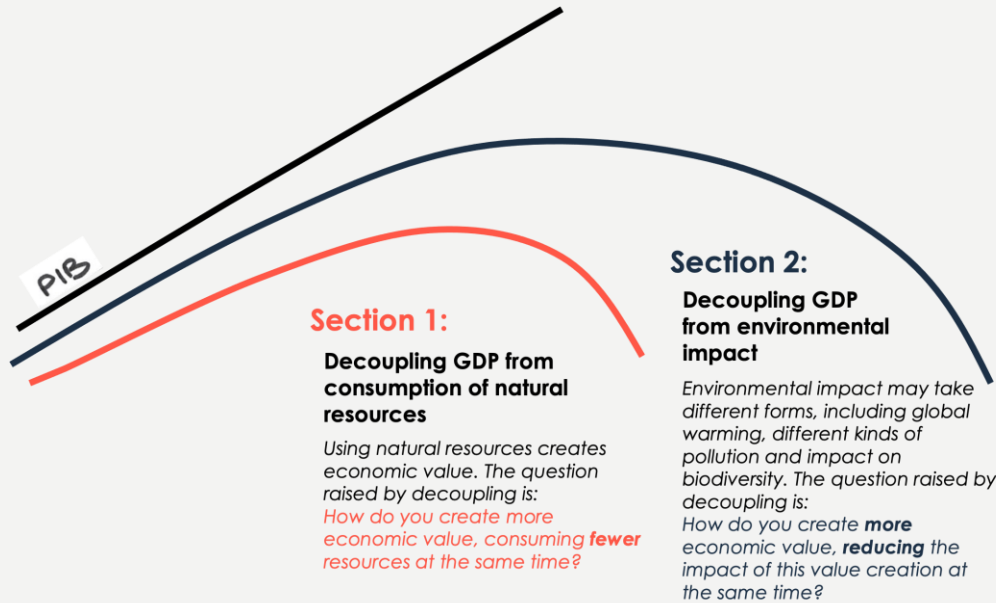 PIB
Section 1:
Decoupling GDP from
consumption of natural
resources
Using natural resources creates
economic value. The question
raised by decoupling is:
How do you create more
economic value, consuming fewer
resources at the same time?
Section 2:
Decoupling GDP
from environmental
impact
Environmental impact may take
different forms, including global
warming, different kinds of
pollution and impact on
biodiversity. The question raised by
decoupling is:
How do you create more
economic value, reducing the
impact of this value creation at
the same time?